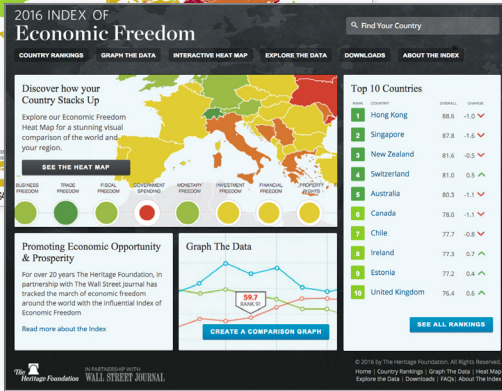 2016 INDEX OF
Economic Freedom
Find Your Country
COUNTRY RANKINGS
GRAPH THE DATA
INTERACTIVE HEAT MAP
EXPLORE THE DATA
DOWNLOADS
ABOUT THE INDEX
Discover how your
Country Stacks Up
Explore our Economic Freedom
Heat Map for a stunning visual
comparison of the world and
your region.
SEE THE HEAT MAP
BUSINESS FREEDOM
TRADE FREEDOM
FISCAL FREEDOM
GOVERNMENT SPENDING
MONETARY FREEDOM
INVESTMENT FREEDOM
FINANCIAL FREEDOM
PROPERTY RIGHTS
Promoting Economic Opportunity
& Prosperity
For over 20 years The Heritage Foundation, in
partnership with The Wall Street Journal has
tracked the march of economic freedom
around the world with the influential Index of
Economic Freedom
Read more about the Index
Graph The Data
59.7
RANK 91
CREATE A COMPARISON GRAPH
Top 10 Countries
RANK COUNTRY OVERALL CHANGE
1 Hong Kong 88.6 -1.0
2 Singapore 87.8 -1.6
3 New Zealand 81.6 -0.5
4 Switzerland 81.0 0.5
5 Australia 80.3 -1.1
6 Canada 78.0 -1.1
7 Chile 77.7 -0.8
8 Ireland 77.3 0.7
9 Estonia 77.2 0.4
10 United Kingdom 76.4 0.6
SEE ALL RANKINGS
The Heritage Foundation
IN PARTNERSHIP WITH
WALL STREET JOURNAL
© 2016 by The Heritage Foundation. All Rights Reserved.
Home | Country Rankings | Graph The Data | Heat Map
Explore the Data | Downloads | FAQs | About The Index